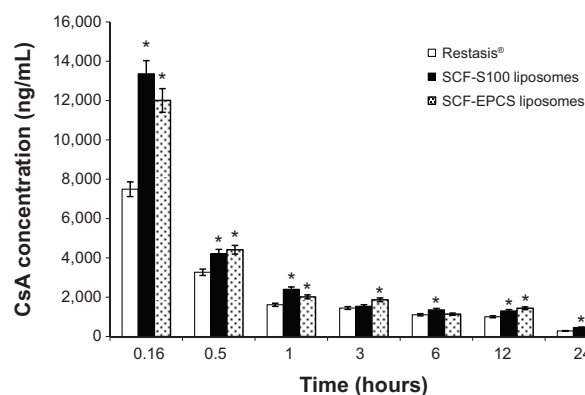 16,000
14,000
12,000
10,000
8,000
6,000
4,000
2,000
0
CsA concentration (ng/mL)
* *
* *
* *
*
*
* *
*
Restasis®
SCF-S100 liposomes
SCF-EPCS liposomes
0.16 0.5 1 3 6 12 24
Time (hours)